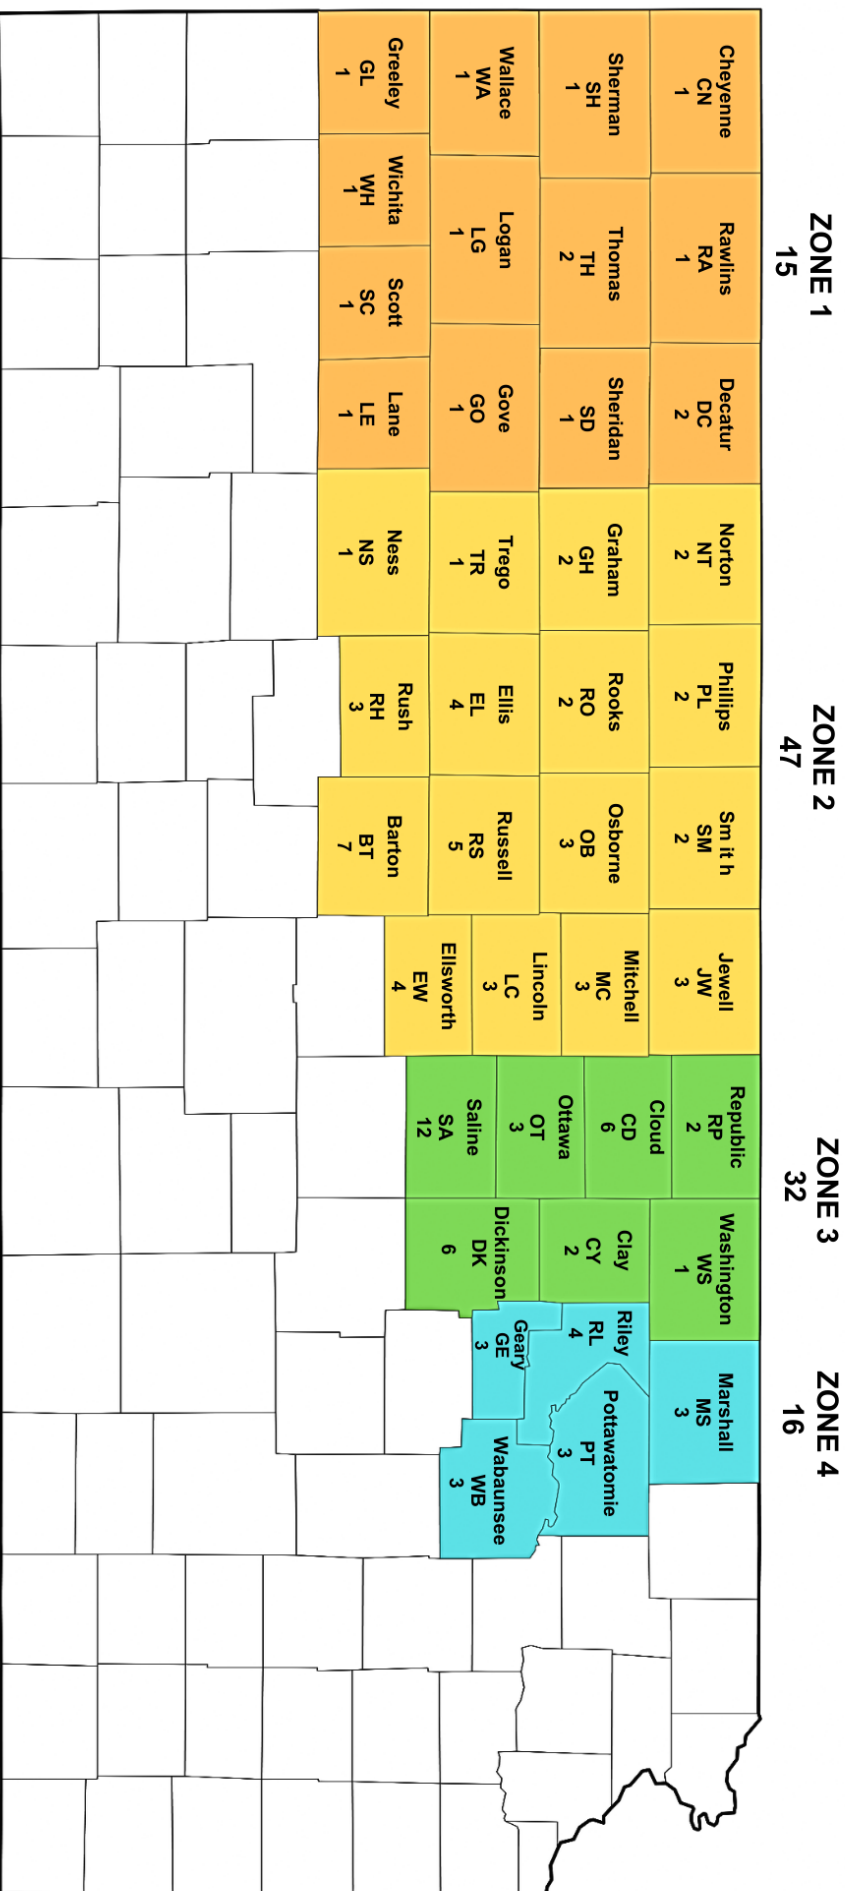 ZONE 1
15
ZONE 2
47
ZONE 3
32
ZONE 4
16
Cheyenne
CN
1
Rawlins
RA
1
Decatur
DC
2
Norton
NT
2
Phillips
PL
2
Sm it h
SM
2
Jewell
JW
3
Republic
RP
2
Washington
WS
1
Marshall
MS
3
Sherman
SH
1
Thomas
TH
2
Sheridan
SD
1
Graham
GH
2
Rooks
RO
2
Osborne
OB
3
Mitchell
MC
3
Cloud
CD
6
Clay
CY
2
Riley
RL
4
Pottawatomie
PT
3
Wallace
WA
1
Logan
LG
1
Gove
GO
1
Trego
TR
1
Ellis
EL
4
Russell
RS
5
Lincoln
LC
3
Ottawa
OT
3
Dickinson
DK
6
Geary
GE
3
Wabaunsee
WB
3
Greeley
GL
1
Wichita
WH
1
Scott
SC
1
Lane
LE
1
Ness
NS
1
Rush
RH
3
Barton
BT
7
Ellsworth
EW
4
Saline
SA
12